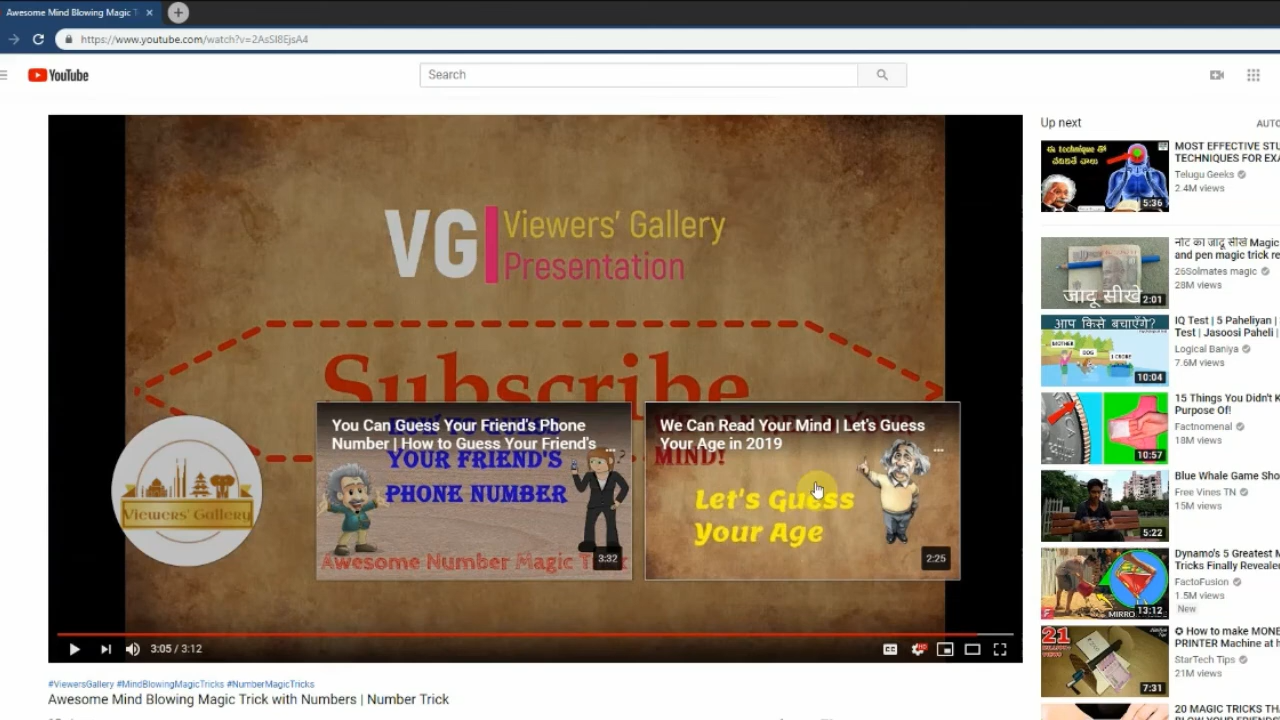 Awesome Mind Blowing Magic T
https://www.youtube.com/watch?v=2AsSI8EjsA4
YouTube
Search
VG
Viewers' Gallery
Presentation
Subscribe
Viewers' Gallery
You Can Guess Your Friend's Phone
Number | How to Guess Your Friend's
YOUR FRIEND'S
PHONE NUMBER
Awesome Number Magic
3:32
We Can Read Your Mind | Let's Guess
Your Age in 2019
MIND!
Let's Guess
Your Age
2:25
3:05 / 3:12
#ViewersGallery #MindBlowingMagicTricks #NumberMagicTricks
Awesome Mind Blowing Magic Trick with Numbers | Number Trick
Up next
AUTO
ఈ technique తో
చదివితే చాలు
5:36
MOST EFFECTIVE STU
TECHNIQUES FOR EXA
Telugu Geeks
2.4M views
जादू सीखे
2:01
नोट का जादू सीखे Magic
and pen magic trick re
26Solmates magic
28M views
आप किसे बचाएँगे?
BROTHER
DOG
1 CRORE
10:04
IQ Test | 5 Paheliyan |
Test | Jasoosi Paheli |
Logical Baniya
7.6M views
10:57
15 Things You Didn't K
Purpose Of!
Factnomenal
18M views
5:22
Blue Whale Game Sho
Free Vines TN
15M views
MIRRO
13:12
Dynamo's 5 Greatest M
Tricks Finally Reveale
FactoFusion
1.5M views
New
21
7:31
How to make MONE
PRINTER Machine at h
StarTech Tips
21M views
20 MAGIC TRICKS TH